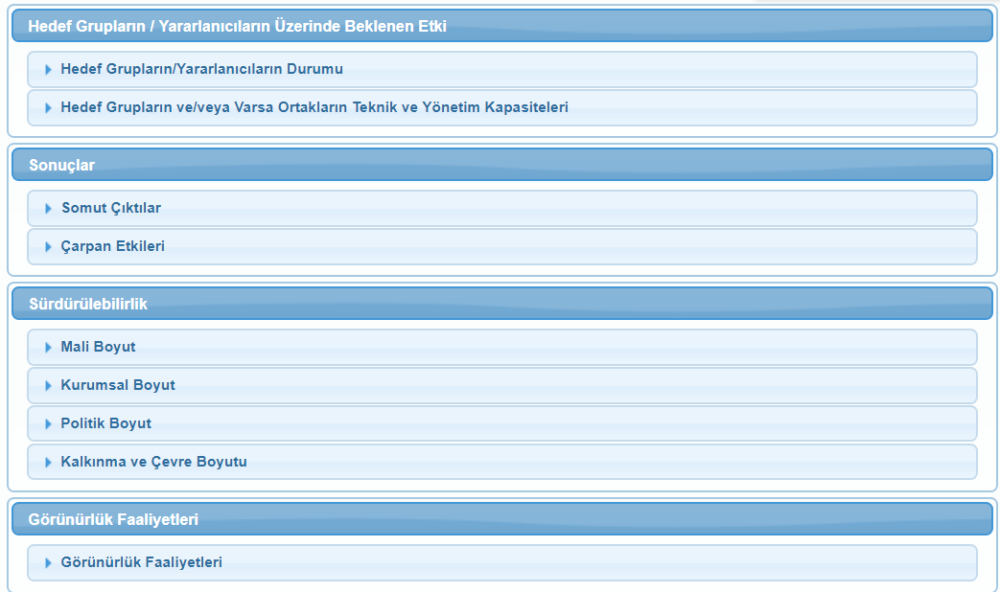 Hedef Grupların / Yararlanıcıların Üzerinde Beklenen Etki
Hedef Grupların/Yararlanıcıların Durumu
Hedef Grupların ve/veya Varsa Ortakların Teknik ve Yönetim Kapasiteleri
Sonuçlar
Somut Çıktılar
Çarpan Etkileri
Sürdürülebilirlik
Mali Boyut
Kurumsal Boyut
Politik Boyut
Kalkınma ve Çevre Boyutu
Görünürlük Faaliyetleri
Görünürlük Faaliyetleri